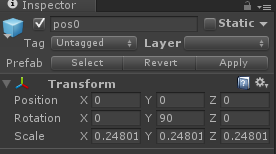 Inspector
pos0 Static
Tag Untagged Layer
Prefab Select Revert Apply
Transform
Position X 0 Y 0 Z 0
Rotation X 0 Y 90 Z 0
Scale X 0.24801 Y 0.24801 Z 0.24801